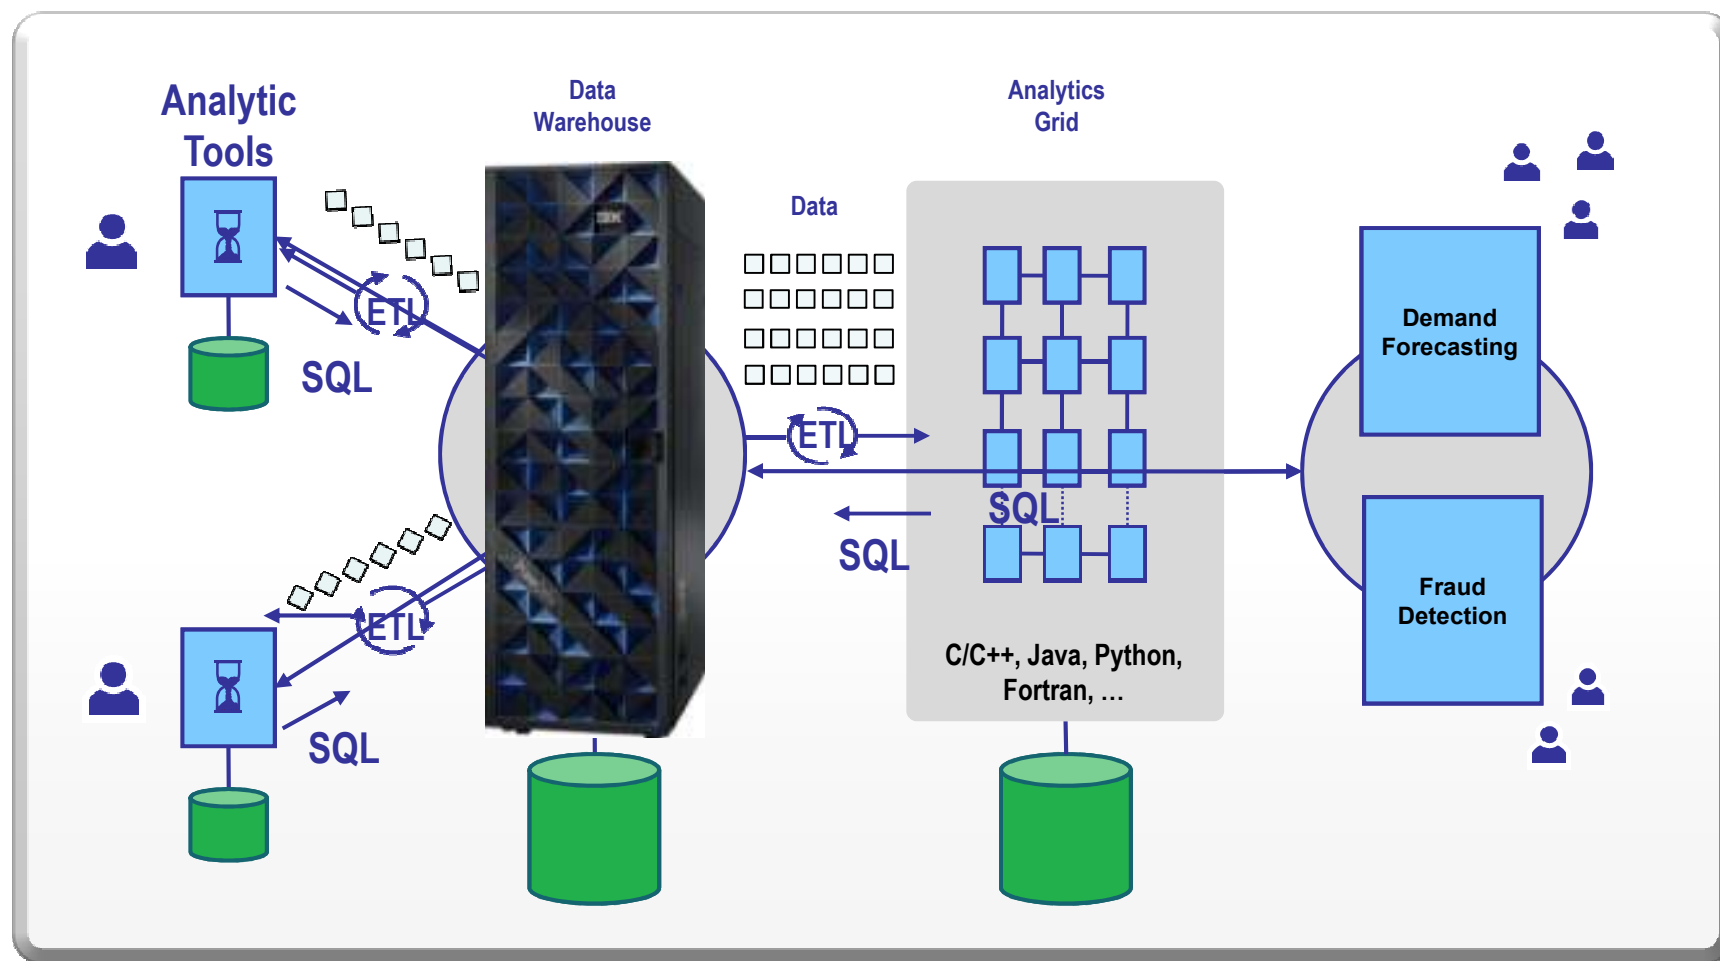 Analytic
Tools
Data
Warehouse
Analytics
Grid
IBM
Data
ETL
SQL
Demand
Forecasting
ETL
SQL
SQL
ETL
SQL
Fraud
Detection
C/C++, Java, Python,
Fortran, …